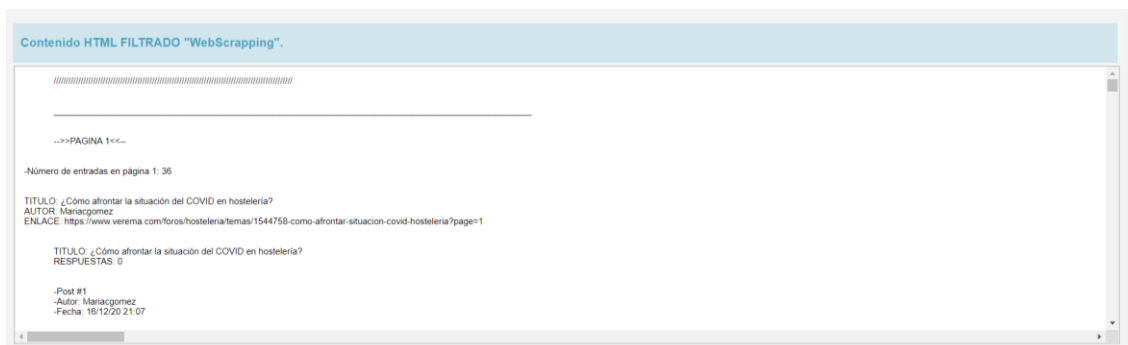 Contenido HTML FILTRADO "WebScrapping".
////////////////////////////////////////////////////////////////////////////////////////
-->>PAGINA 1<<--
-Número de entradas en página 1: 36
TITULO: ¿Cómo afrontar la situación del COVID en hostelería?
AUTOR: Mariacgomez
ENLACE: https://www.verema.com/foros/hosteleria/temas/1544758-como-afrontar-situacion-covid-hosteleria?page=1
TITULO: ¿Cómo afrontar la situación del COVID en hostelería?
RESPUESTAS: 0
-Post #1
-Autor: Mariacgomez
-Fecha: 16/12/20 21:07